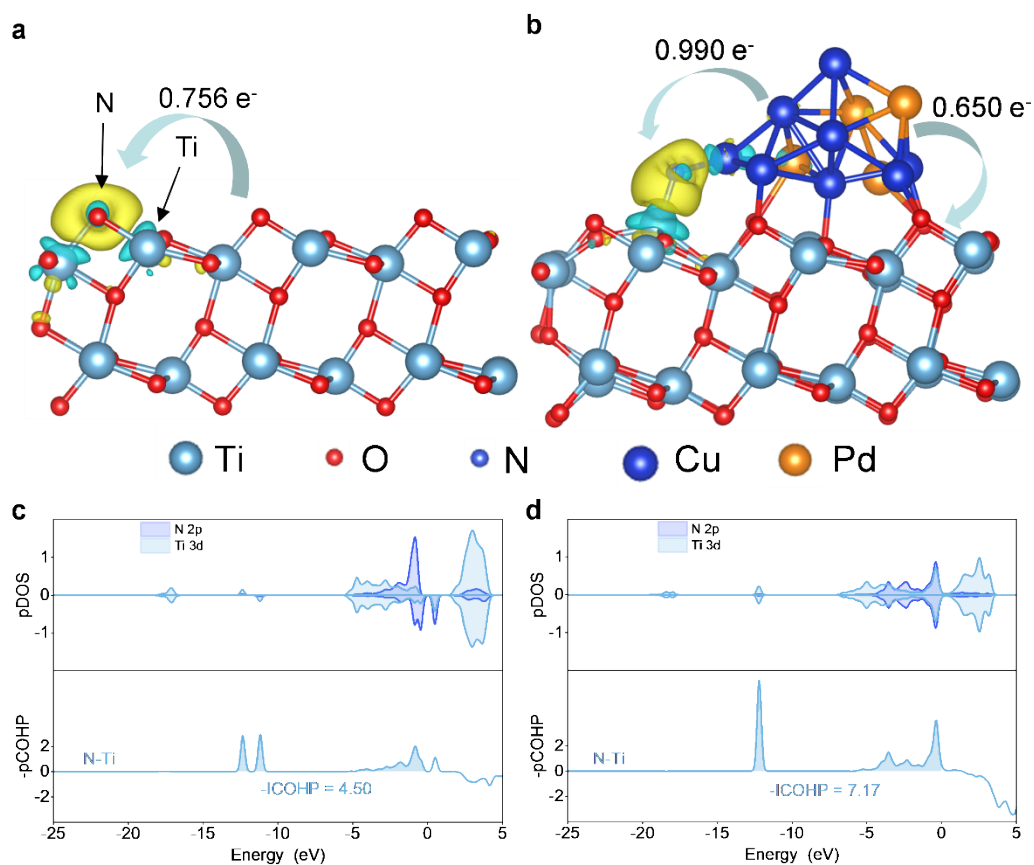 a
b
0.990 e-
N
0.756 e-
0.650 e-
Ti
Ti O N Cu Pd
c
d
N 2p
Ti 3d
N 2p
Ti 3d
1
0
-1
pDOS
1
0
-1
pDOS
2
0
-2
-pCOHP
N-Ti
-ICOHP = 4.50
2
0
-2
-pCOHP
N-Ti
-ICOHP = 7.17
-25 -20 -15 -10 -5 0 5
Energy (eV)
-25 -20 -15 -10 -5 0 5
Energy (eV)